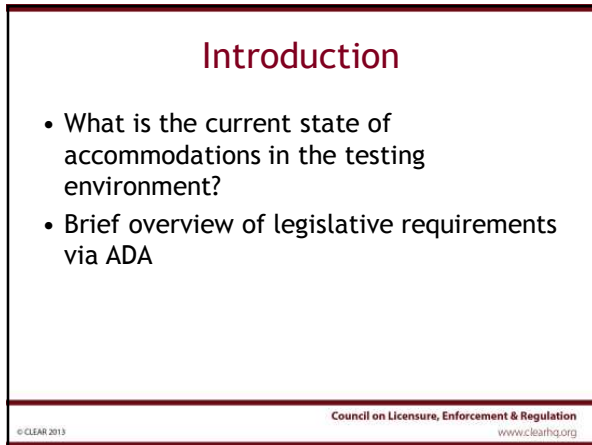 Introduction
• What is the current state of
accommodations in the testing
environment?
• Brief overview of legislative requirements
via ADA
Council on Licensure, Enforcement & Regulation
© CLEAR 2013
www.clearhq.org